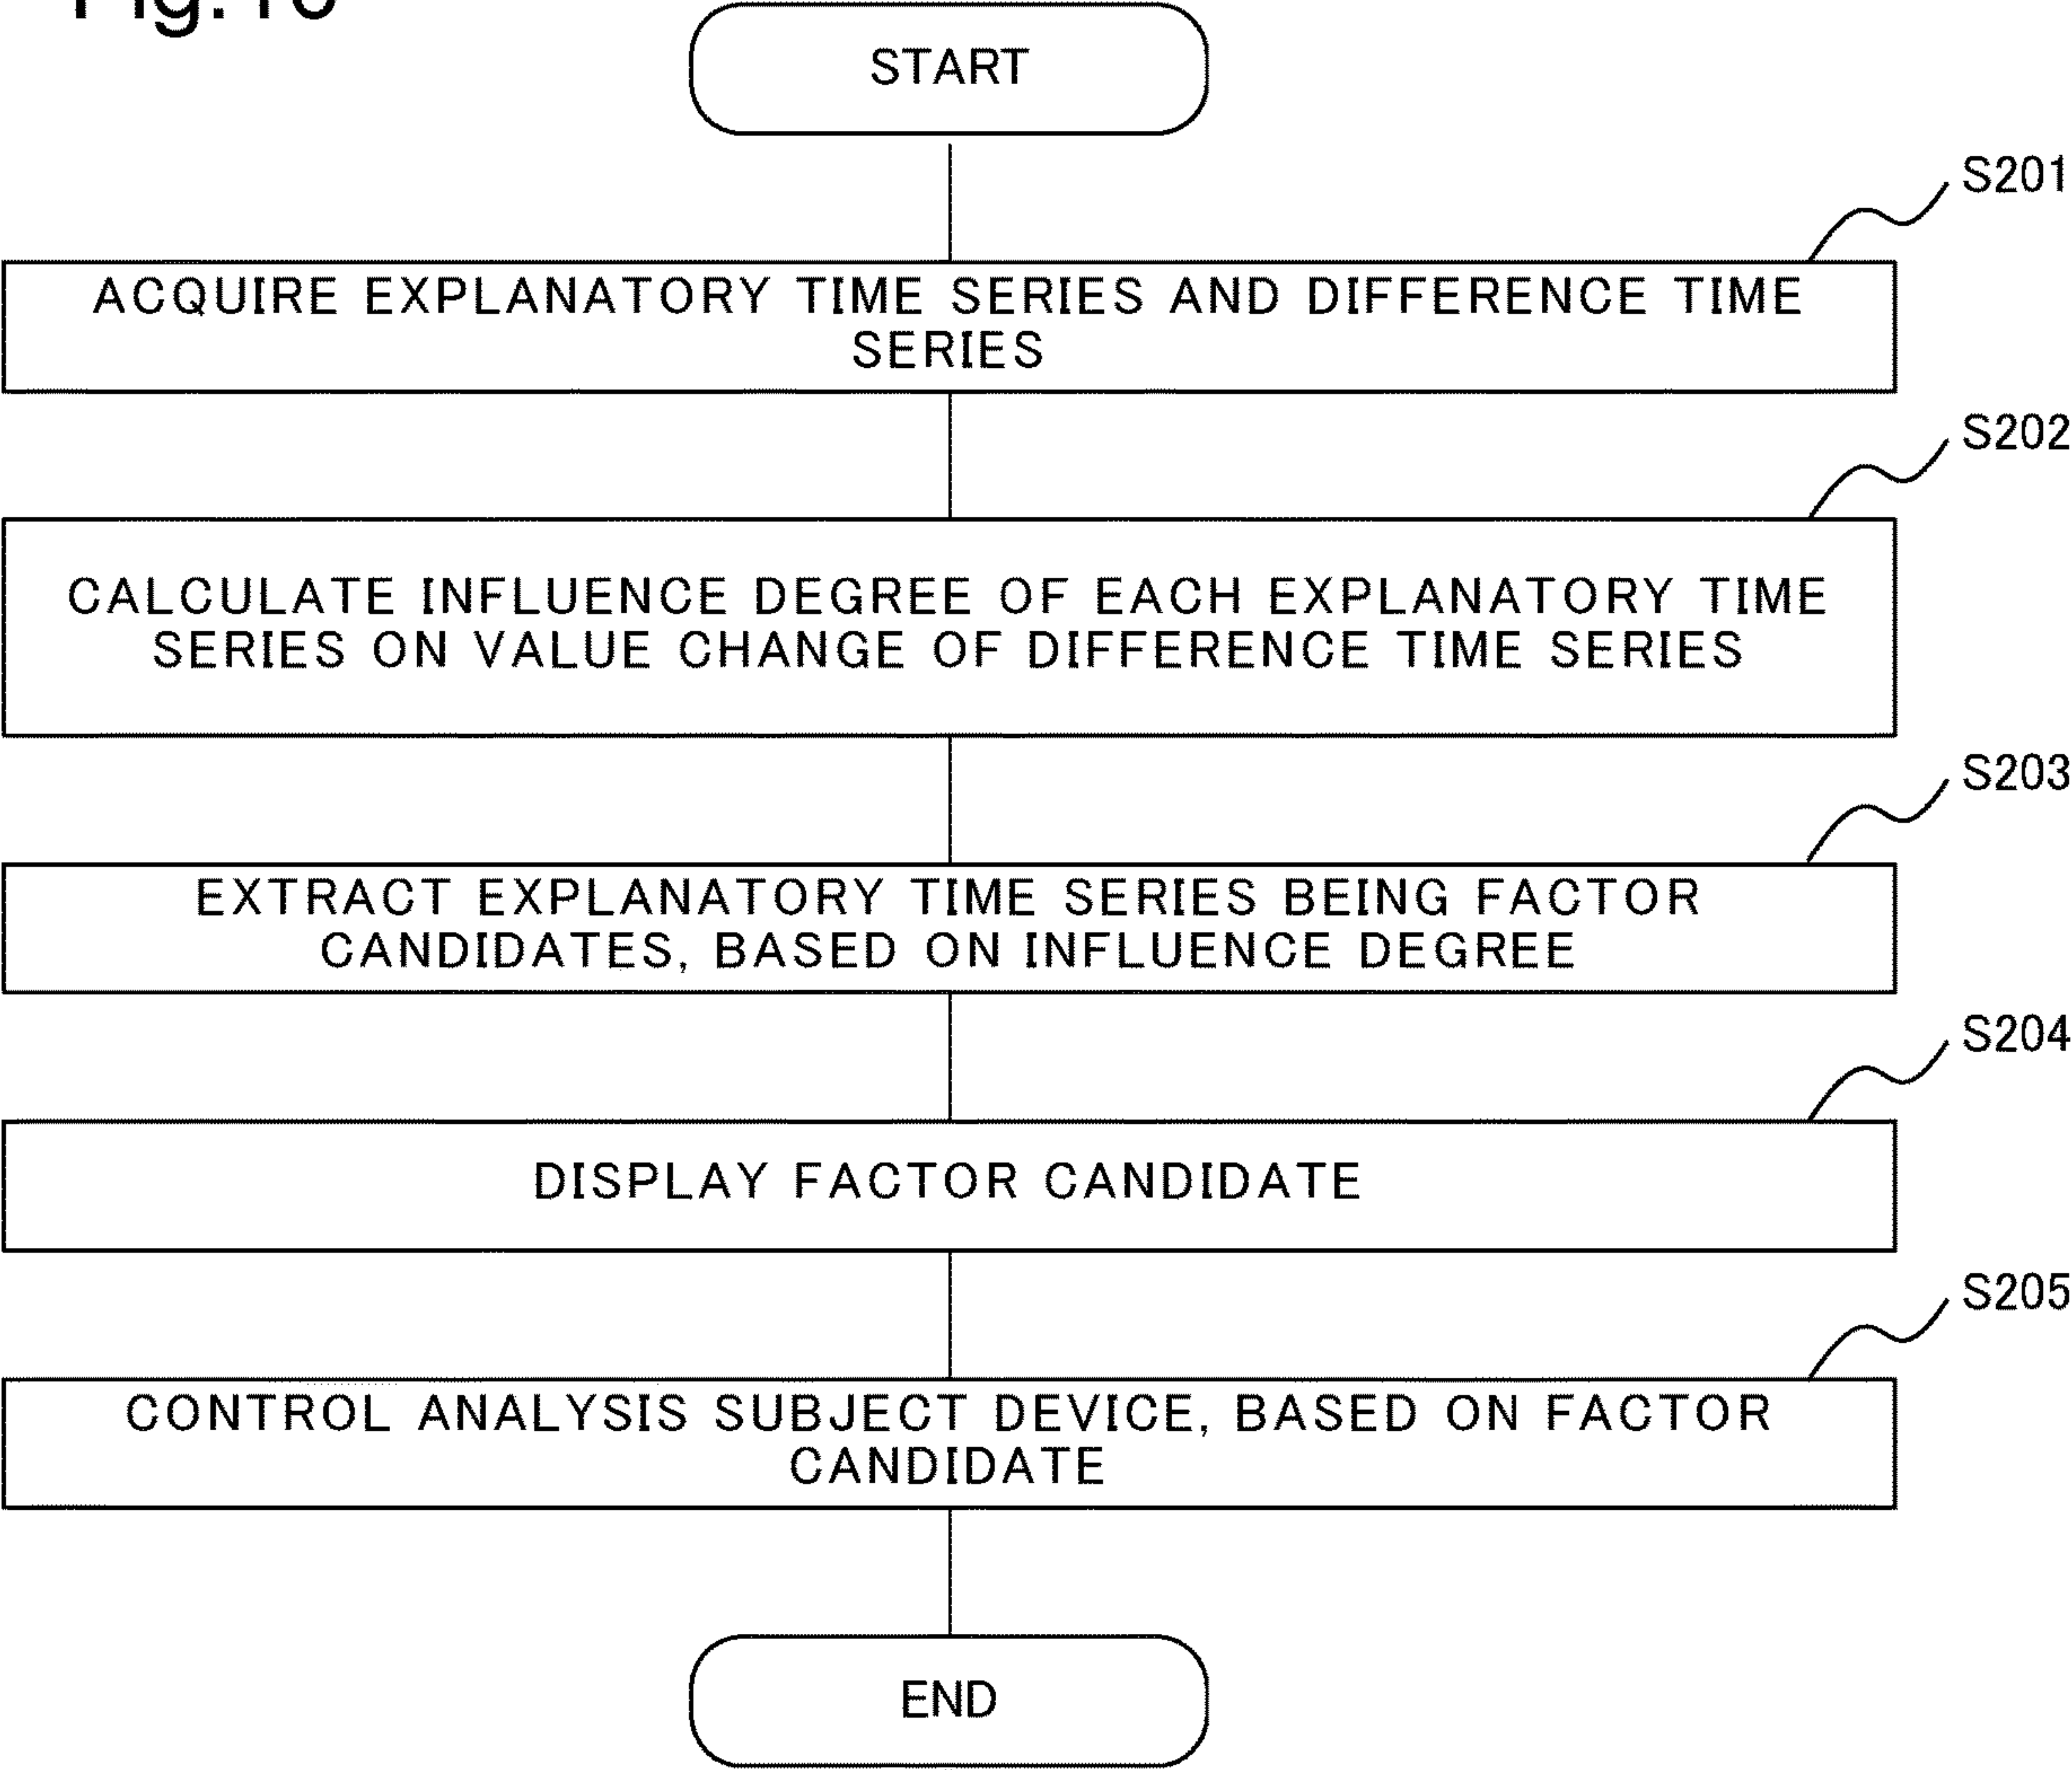 START
S201
ACQUIRE EXPLANATORY TIME SERIES AND DIFFERENCE TIME
SERIES
S202
CALCULATE INFLUENCE DEGREE OF EACH EXPLANATORY TIME
SERIES ON VALUE CHANGE OF DIFFERENCE TIME SERIES
S203
EXTRACT EXPLANATORY TIME SERIES BEING FACTOR
CANDIDATES, BASED ON INFLUENCE DEGREE
S204
DISPLAY FACTOR CANDIDATE
S205
CONTROL ANALYSIS SUBJECT DEVICE, BASED ON FACTOR
CANDIDATE
END